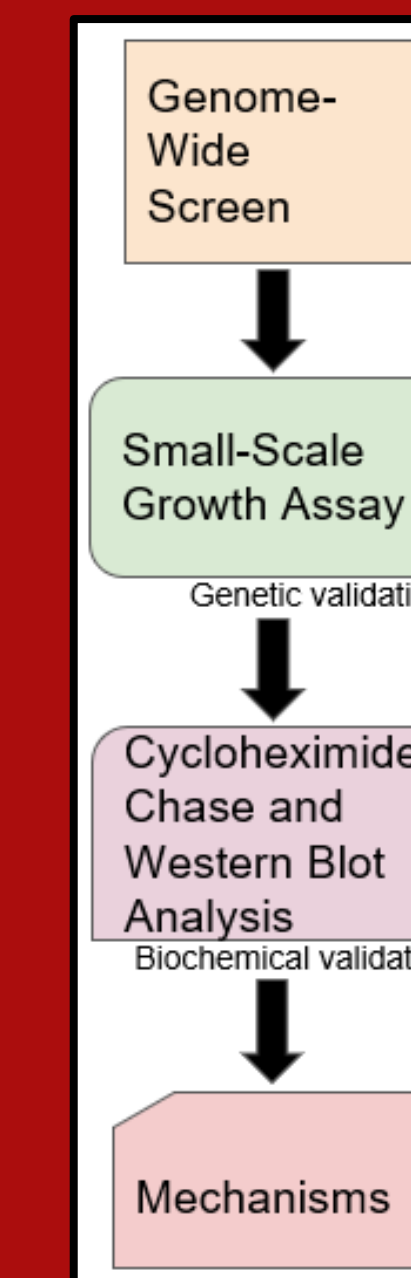 Genome-
Wide
Screen
Small-Scale
Growth Assay
Genetic validati
Cycloheximide
Chase and
Western Blot
Analysis
Biochemical validat
Mechanisms